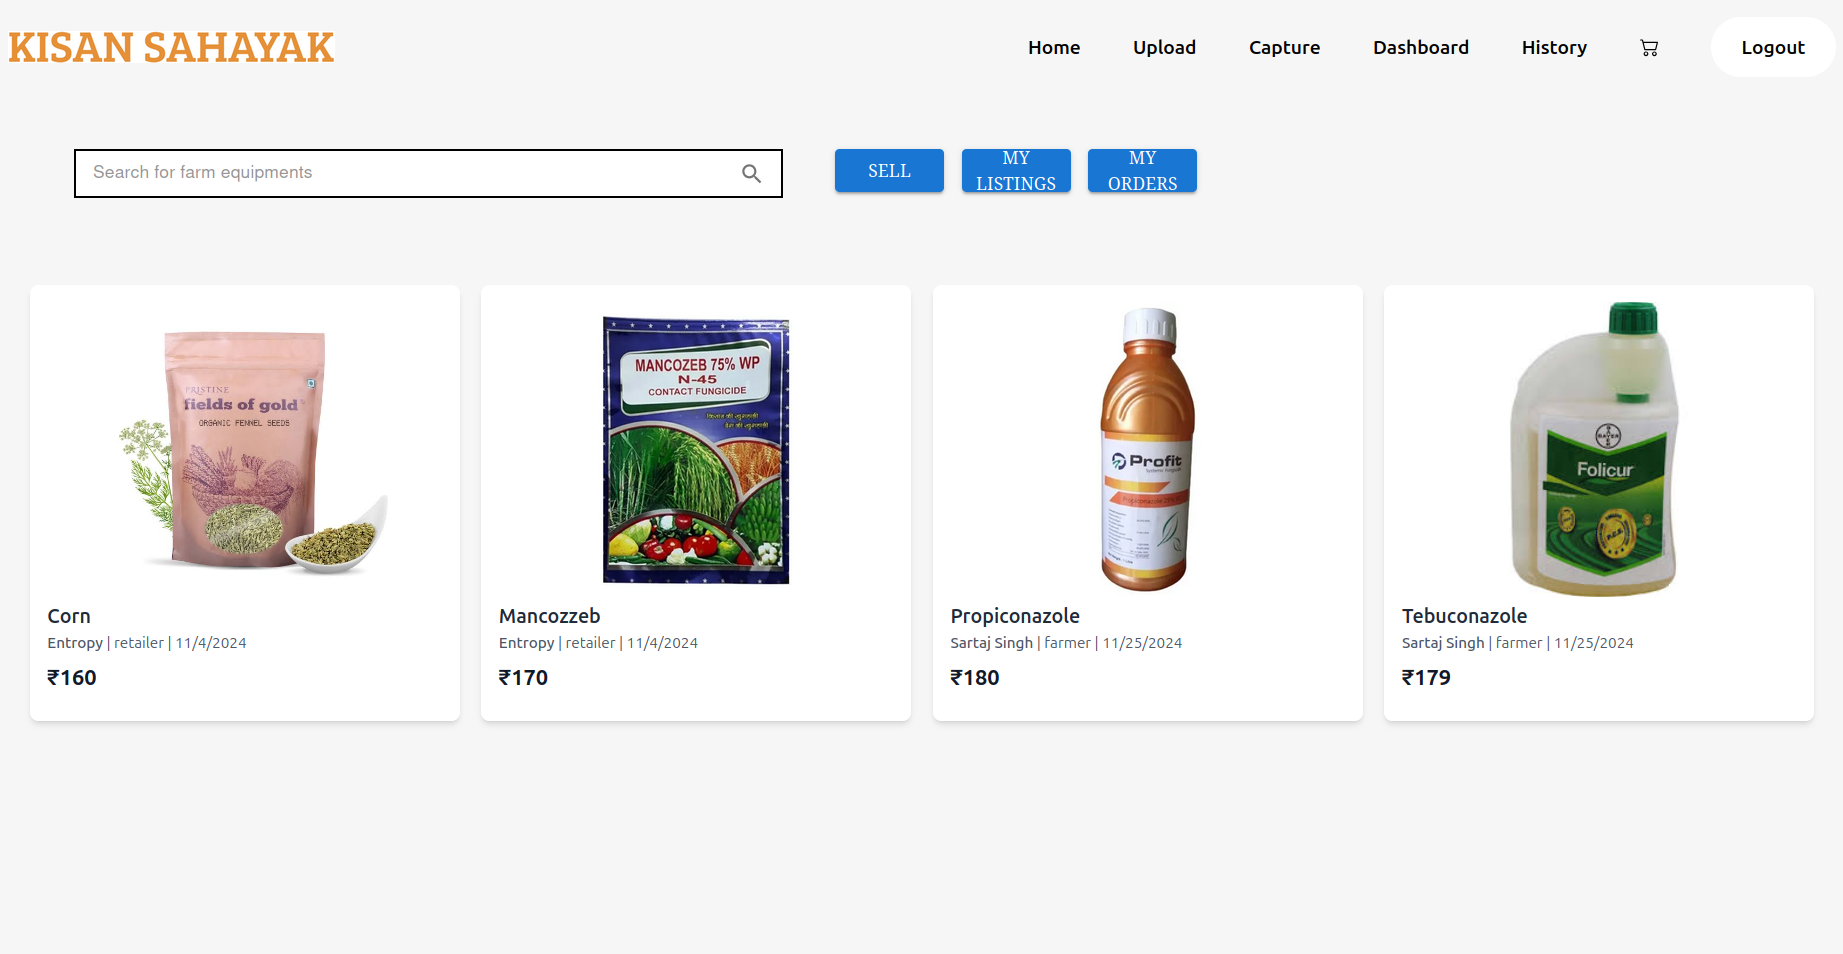 KISAN SAHAYAK
Home Upload Capture Dashboard History Logout
Search for farm equipments
SELL
MY
LISTINGS
MY
ORDERS
PRISTINE
fields of gold
ORGANIC FENNEL SEEDS
Corn
Entropy | retailer | 11/4/2024
₹160
MANCOZEB 75% WP
N-45
CONTACT FUNGICIDE
Mancozzeb
Entropy | retailer | 11/4/2024
₹170
Profit
Systemic Fungicide
Propiconazole
Sartaj Singh | farmer | 11/25/2024
₹180
BAYER
Folicur
Tebuconazole
Sartaj Singh | farmer | 11/25/2024
₹179